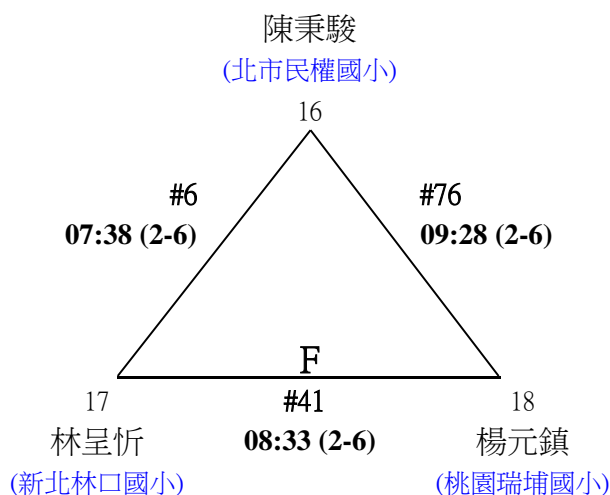 陳秉駿
(北市民權國小)
16
#6
07:38 (2-6)
#76
09:28 (2-6)
F
17
#41
18
林呈忻
08:33 (2-6)
楊元鎮
(新北林口國小)
(桃園瑞埔國小)